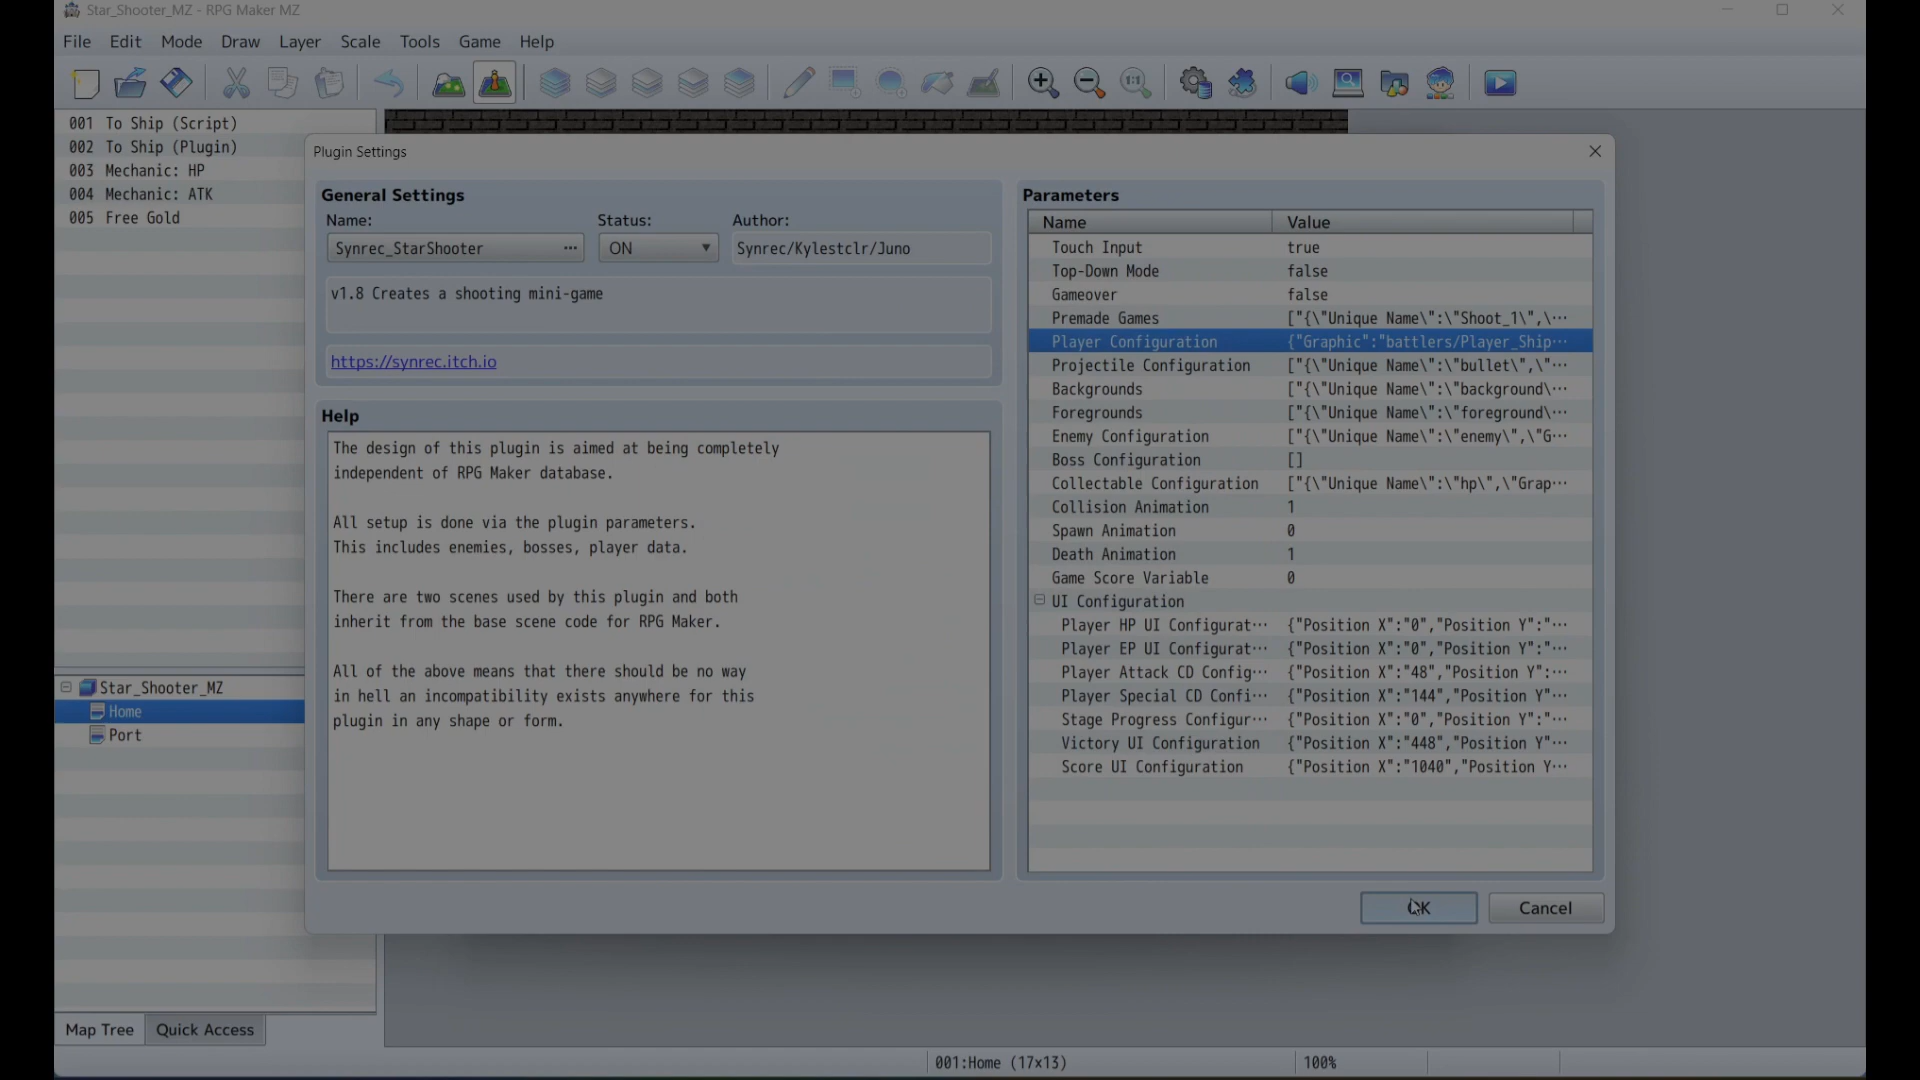 Star_Shooter_MZ - RPG Maker MZ
File Edit Mode Draw Layer Scale Tools Game Help
1:1
001 To Ship (Script)
002 To Ship (Plugin)
003 Mechanic: HP
004 Mechanic: ATK
005 Free Gold
Star_Shooter_MZ
Home
Port
Map Tree Quick Access
Plugin Settings
General Settings
Name: Status: Author:
Synrec_StarShooter ··· ON Synrec/Kylestclr/Juno
v1.8 Creates a shooting mini-game
https://synrec.itch.io
Help
The design of this plugin is aimed at being completely
independent of RPG Maker database.
All setup is done via the plugin parameters.
This includes enemies, bosses, player data.
There are two scenes used by this plugin and both
inherit from the base scene code for RPG Maker.
All of the above means that there should be no way
in hell an incompatibility exists anywhere for this
plugin in any shape or form.
Parameters
Name Value
Touch Input true
Top-Down Mode false
Gameover false
Premade Games ["{\"Unique Name\":\"Shoot_1\",\···
Player Configuration {"Graphic":"battlers/Player_Ship···
Projectile Configuration ["{\"Unique Name\":\"bullet\",\"···
Backgrounds ["{\"Unique Name\":\"background\···
Foregrounds ["{\"Unique Name\":\"foreground\···
Enemy Configuration ["{\"Unique Name\":\"enemy\",\"G···
Boss Configuration []
Collectable Configuration ["{\"Unique Name\":\"hp\",\"Grap···
Collision Animation 1
Spawn Animation 0
Death Animation 1
Game Score Variable 0
UI Configuration
Player HP UI Configurat··· {"Position X":"0","Position Y":"···
Player EP UI Configurat··· {"Position X":"0","Position Y":"···
Player Attack CD Config··· {"Position X":"48","Position Y":···
Player Special CD Confi··· {"Position X":"144","Position Y"···
Stage Progress Configur··· {"Position X":"0","Position Y":"···
Victory UI Configuration {"Position X":"448","Position Y"···
Score UI Configuration {"Position X":"1040","Position Y···
OK Cancel
001:Home (17x13) 100%